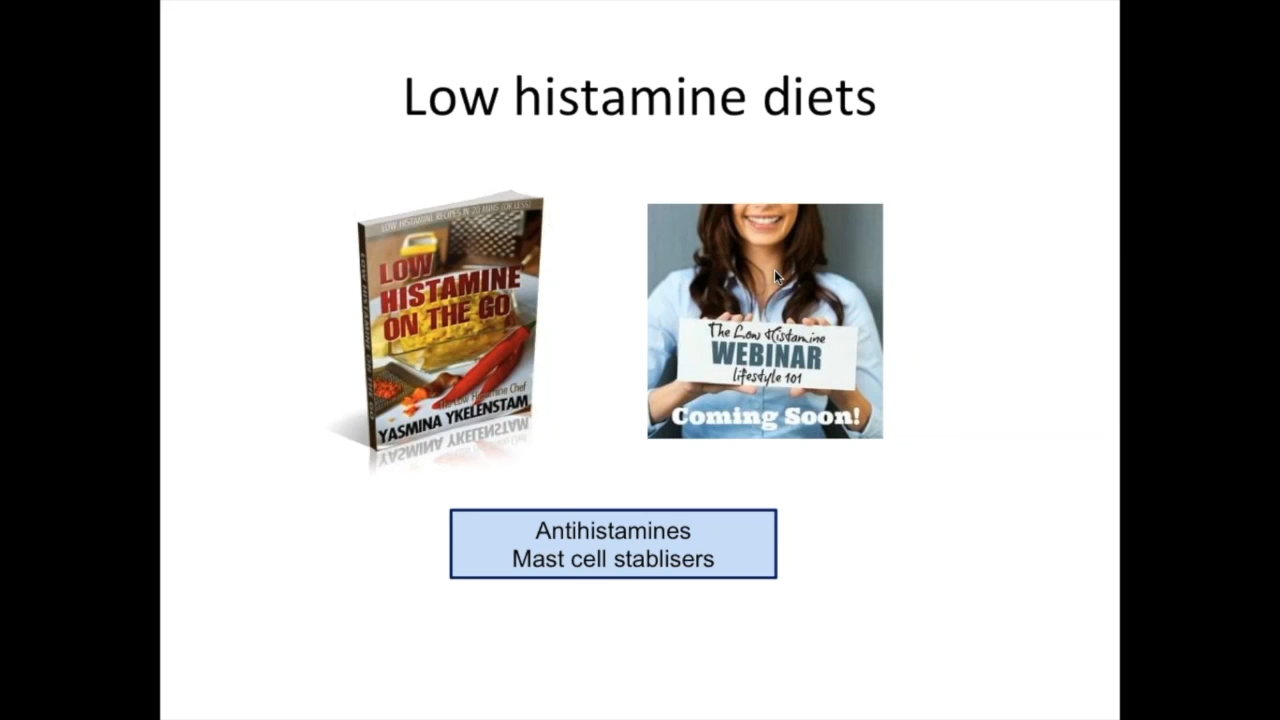 Low histamine diets
LOW HISTAMINE RECIPES IN 20 MINS (OR LESS)
LOW
HISTAMINE
ON THE GO
The Low Histamine Chef
YASMINA YKELENSTAM
The Low Histamine
WEBINAR
lifestyle 101
Coming Soon!
Antihistamines
Mast cell stablisers